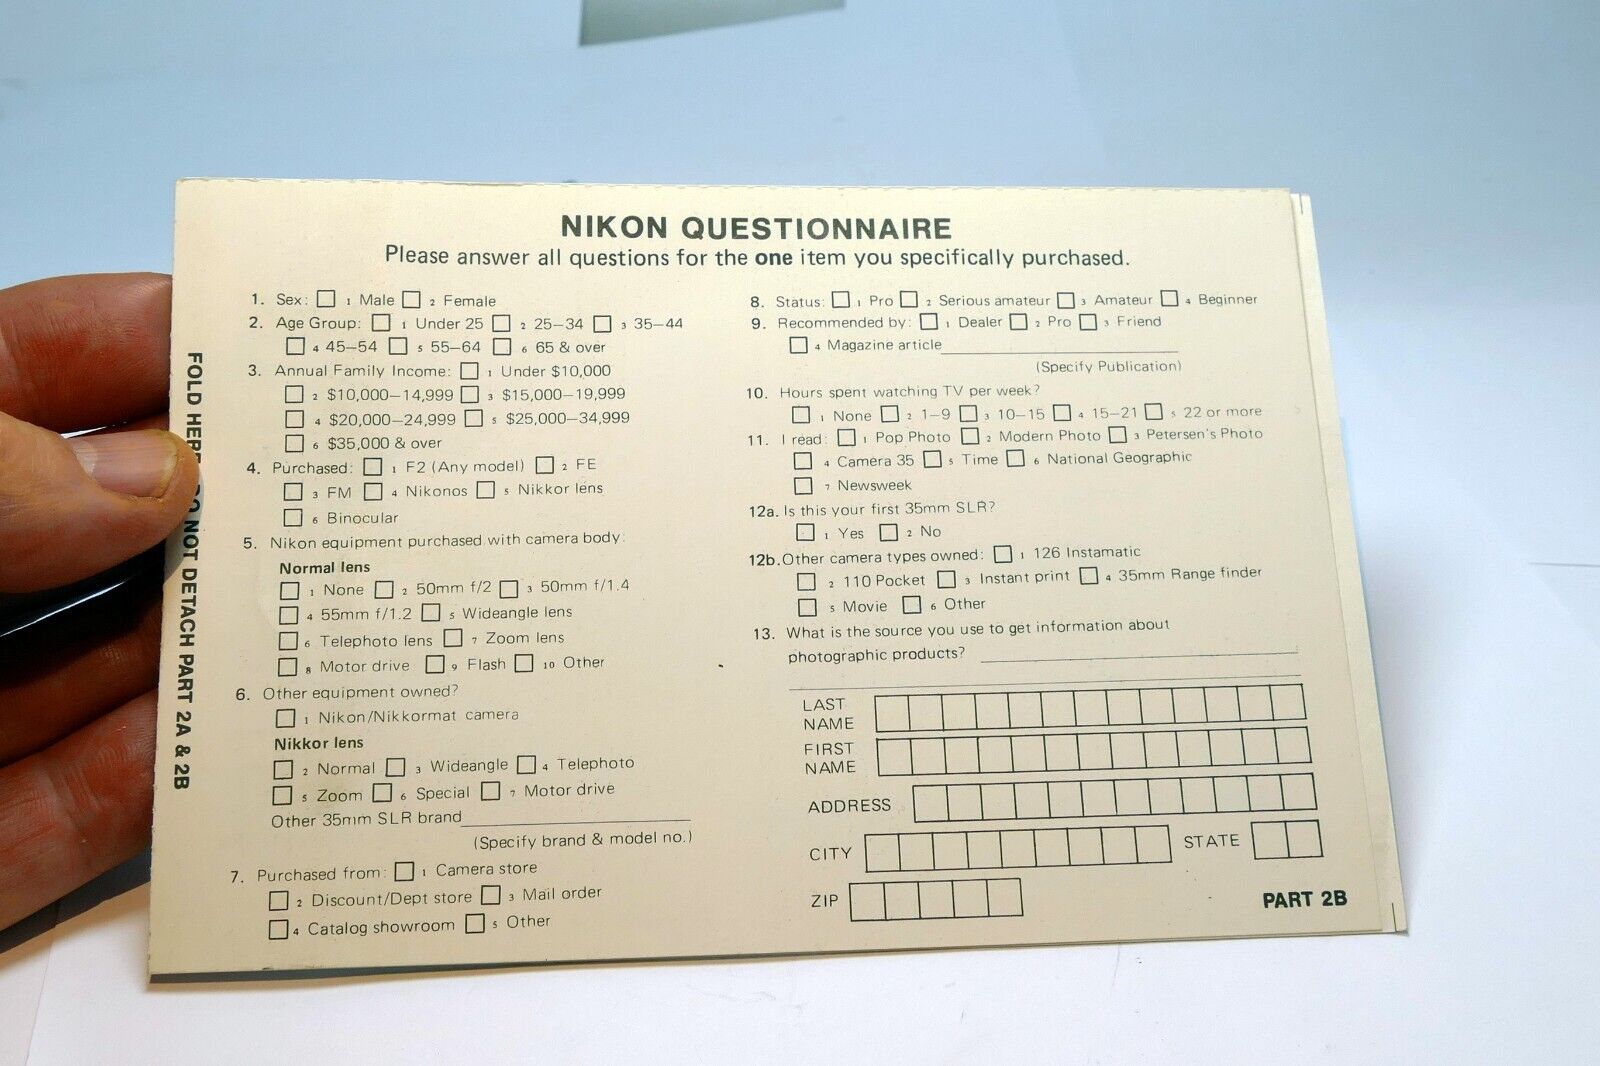 NIKON QUESTIONNAIRE
Please answer all questions for the one item you specifically purchased.
1. Sex: 1 Male 2 Female
2. Age Group: 1 Under 25 2 25–34 3 35–44
4 45–54 5 55–64 6 65 & over
3. Annual Family Income: 1 Under $10,000
2 $10,000–14,999 3 $15,000–19,999
4 $20,000–24,999 5 $25,000–34,999
6 $35,000 & over
4. Purchased: 1 F2 (Any model) 2 FE
3 FM 4 Nikonos 5 Nikkor lens
6 Binocular
5. Nikon equipment purchased with camera body:
Normal lens
1 None 2 50mm f/2 3 50mm f/1.4
4 55mm f/1.2 5 Wideangle lens
6 Telephoto lens 7 Zoom lens
8 Motor drive 9 Flash 10 Other
6. Other equipment owned?
1 Nikon/Nikkormat camera
Nikkor lens
2 Normal 3 Wideangle 4 Telephoto
5 Zoom 6 Special 7 Motor drive
Other 35mm SLR brand
(Specify brand & model no.)
7. Purchased from: 1 Camera store
2 Discount/Dept store 3 Mail order
4 Catalog showroom 5 Other
8. Status: 1 Pro 2 Serious amateur 3 Amateur 4 Beginner
9. Recommended by: 1 Dealer 2 Pro 3 Friend
4 Magazine article
(Specify Publication)
10. Hours spent watching TV per week?
1 None 2 1–9 3 10–15 4 15–21 5 22 or more
11. I read: 1 Pop Photo 2 Modern Photo 3 Petersen's Photo
4 Camera 35 5 Time 6 National Geographic
7 Newsweek
12a. Is this your first 35mm SLR?
1 Yes 2 No
12b. Other camera types owned: 1 126 Instamatic
2 110 Pocket 3 Instant print 4 35mm Range finder
5 Movie 6 Other
13. What is the source you use to get information about
photographic products?
LAST
NAME
FIRST
NAME
ADDRESS
CITY STATE
ZIP
PART 2B
FOLD HERE DO NOT DETACH PART 2A & 2B